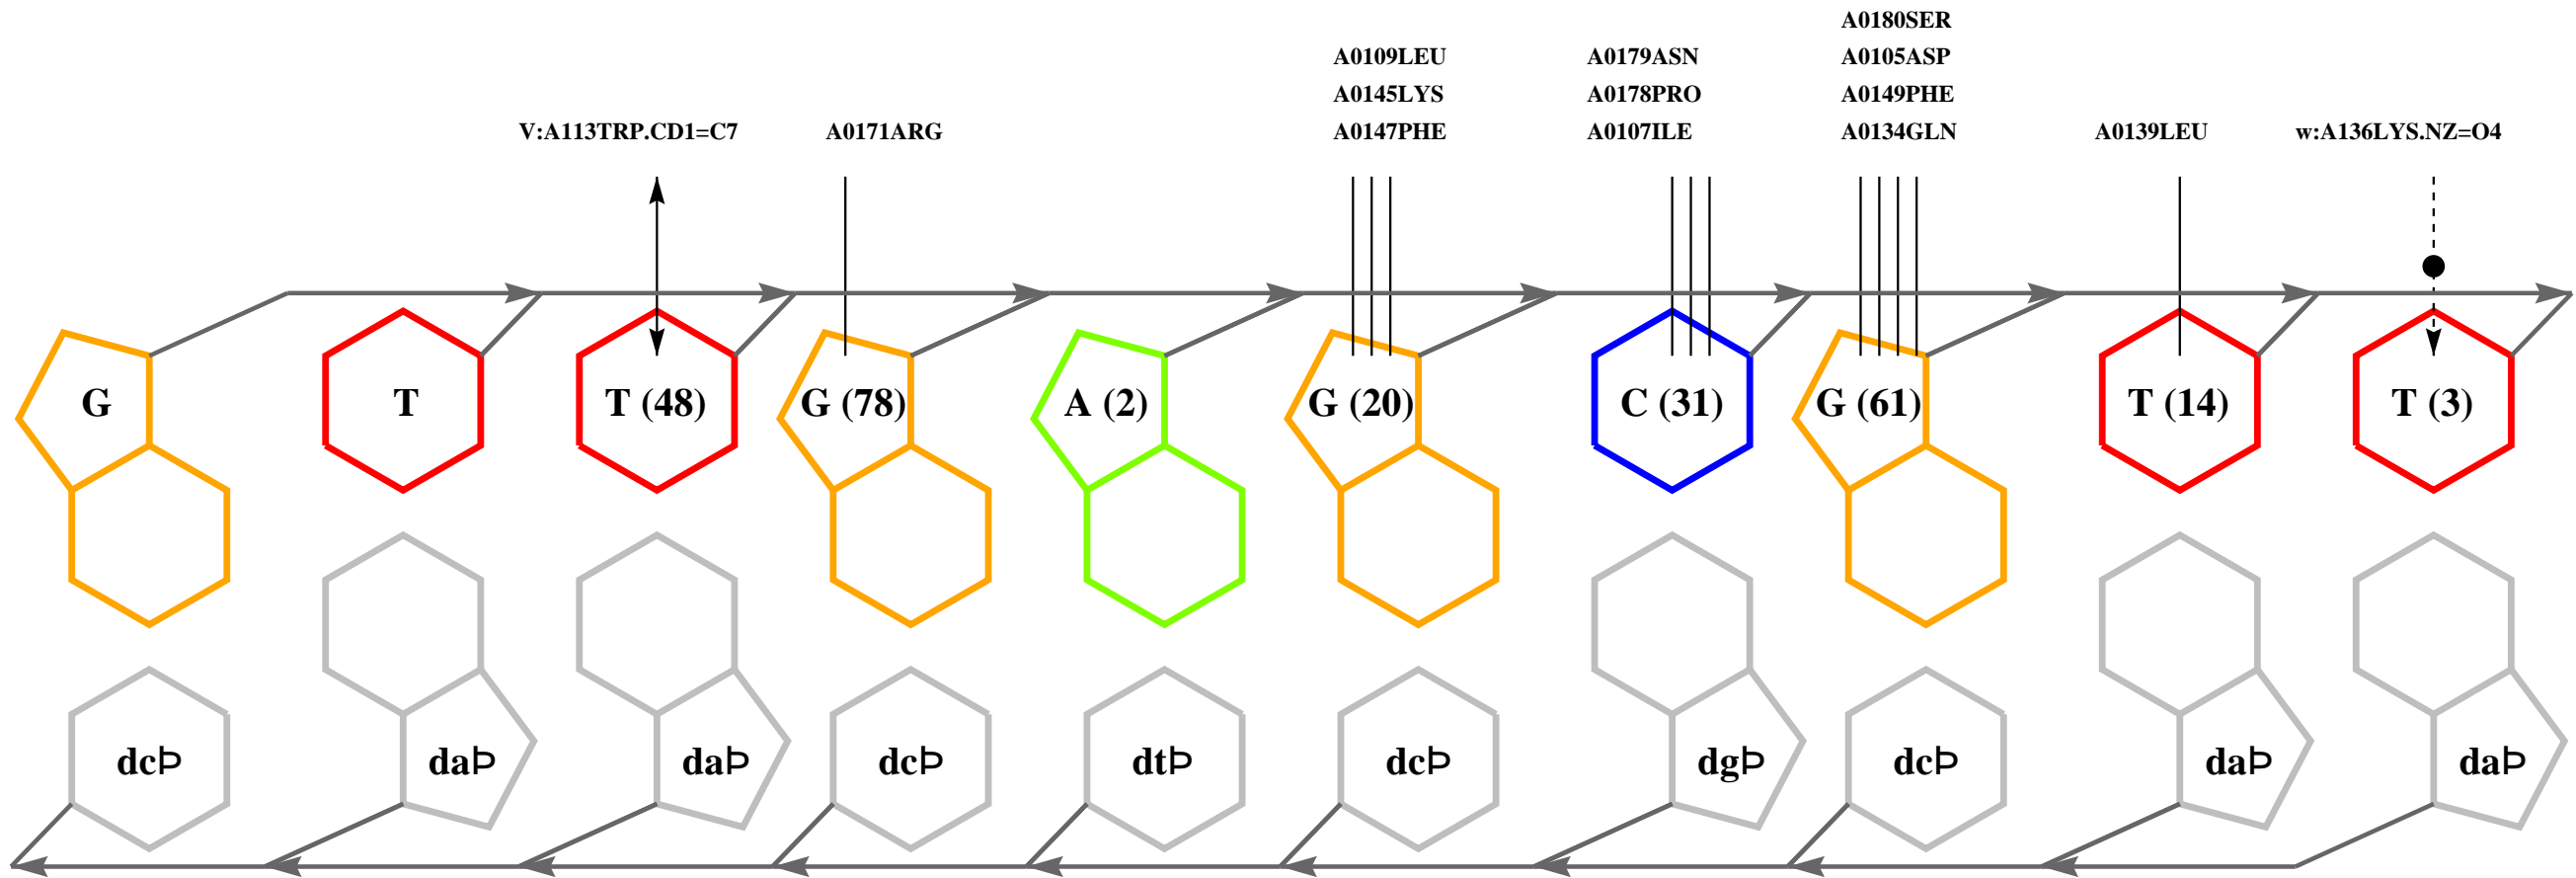 A0180SER
A0109LEU A0179ASN A0105ASP
A0145LYS A0178PRO A0149PHE
V:A113TRP.CD1=C7 A0171ARG A0147PHE A0107ILE A0134GLN A0139LEU w:A136LYS.NZ=O4
G T T (48) G (78) A (2) G (20) C (31) G (61) T (14) T (3)
dcÞ daÞ daÞ dcÞ dtÞ dcÞ dgÞ dcÞ daÞ daÞ